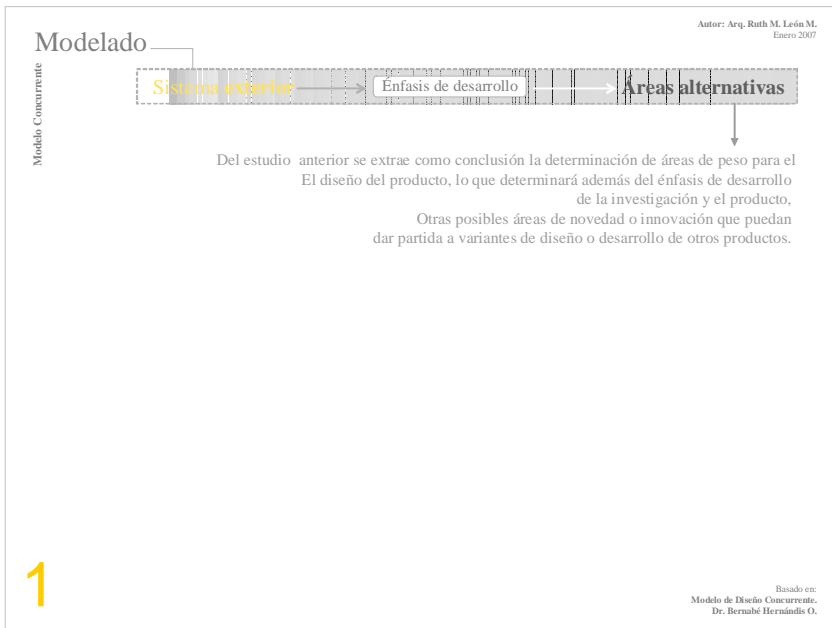 Autor: Arq. Ruth M. León M.
Enero 2007
Modelado
Modelo Concurrente
Sistema exterior
Énfasis de desarrollo
Áreas alternativas
Del estudio anterior se extrae como conclusión la determinación de áreas de peso para el
El diseño del producto, lo que determinará además del énfasis de desarrollo
de la investigación y el producto,
Otras posibles áreas de novedad o innovación que puedan
dar partida a variantes de diseño o desarrollo de otros productos.
1
Basado en:
Modelo de Diseño Concurrente.
Dr. Bernabé Hernándis O.